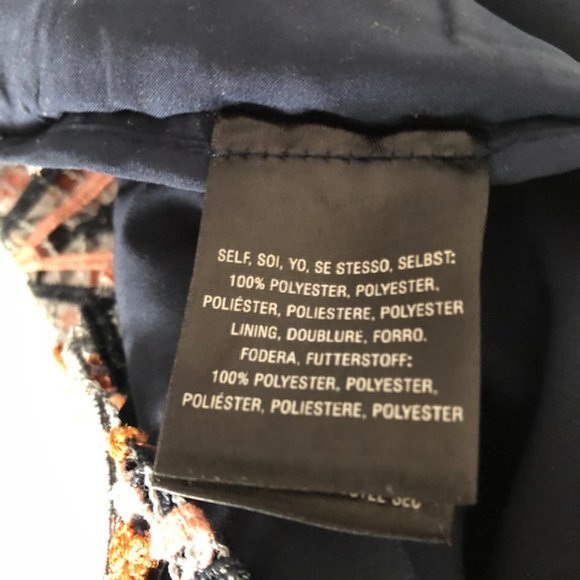 SELF, SOI, YO, SE STESSO, SELBST:
100% POLYESTER, POLYESTER,
POLIÉSTER, POLIESTERE, POLYESTER
LINING, DOUBLURE, FORRO.
FODERA, FUTTERSTOFF:
100% POLYESTER, POLYESTER,
POLIÉSTER, POLIESTERE, POLYESTER
SEC